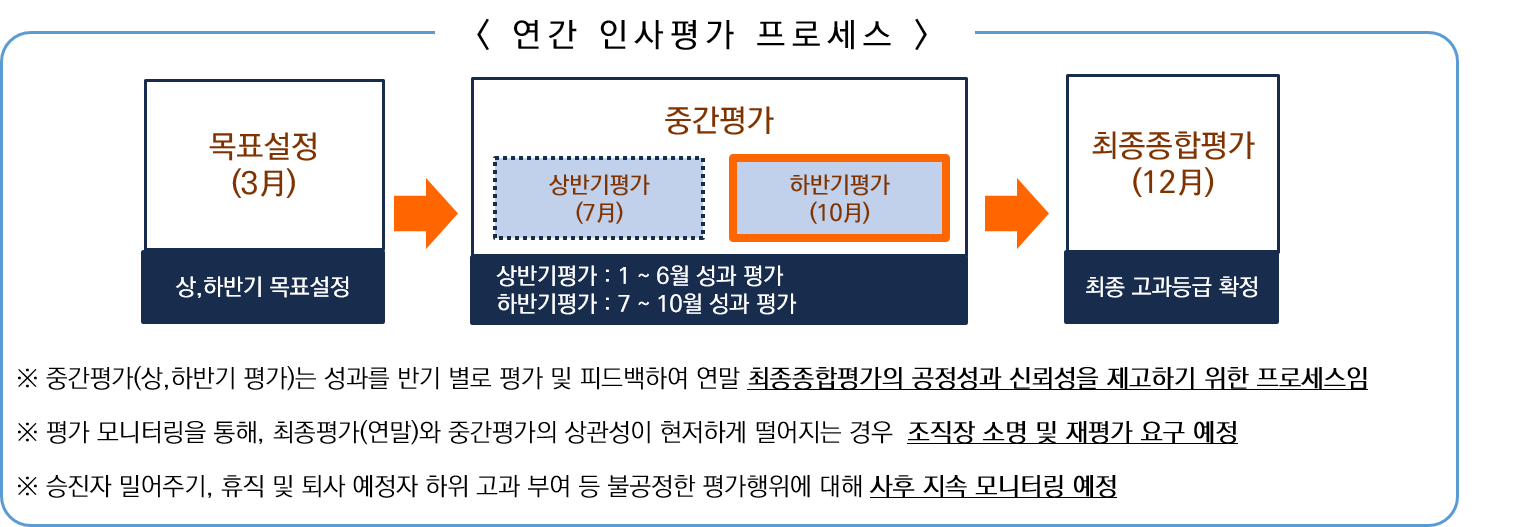 〈 연간 인사평가 프로세스 〉
목표설정
(3月)
상,하반기 목표설정
중간평가
상반기평가
(7月)
하반기평가
(10月)
상반기평가 : 1 ~ 6월 성과 평가
하반기평가 : 7 ~ 10월 성과 평가
최종종합평가
(12月)
최종 고과등급 확정
※ 중간평가(상,하반기 평가)는 성과를 반기 별로 평가 및 피드백하여 연말 최종종합평가의 공정성과 신뢰성을 제고하기 위한 프로세스임
※ 평가 모니터링을 통해, 최종평가(연말)와 중간평가의 상관성이 현저하게 떨어지는 경우 조직장 소명 및 재평가 요구 예정
※ 승진자 밀어주기, 휴직 및 퇴사 예정자 하위 고과 부여 등 불공정한 평가행위에 대해 사후 지속 모니터링 예정